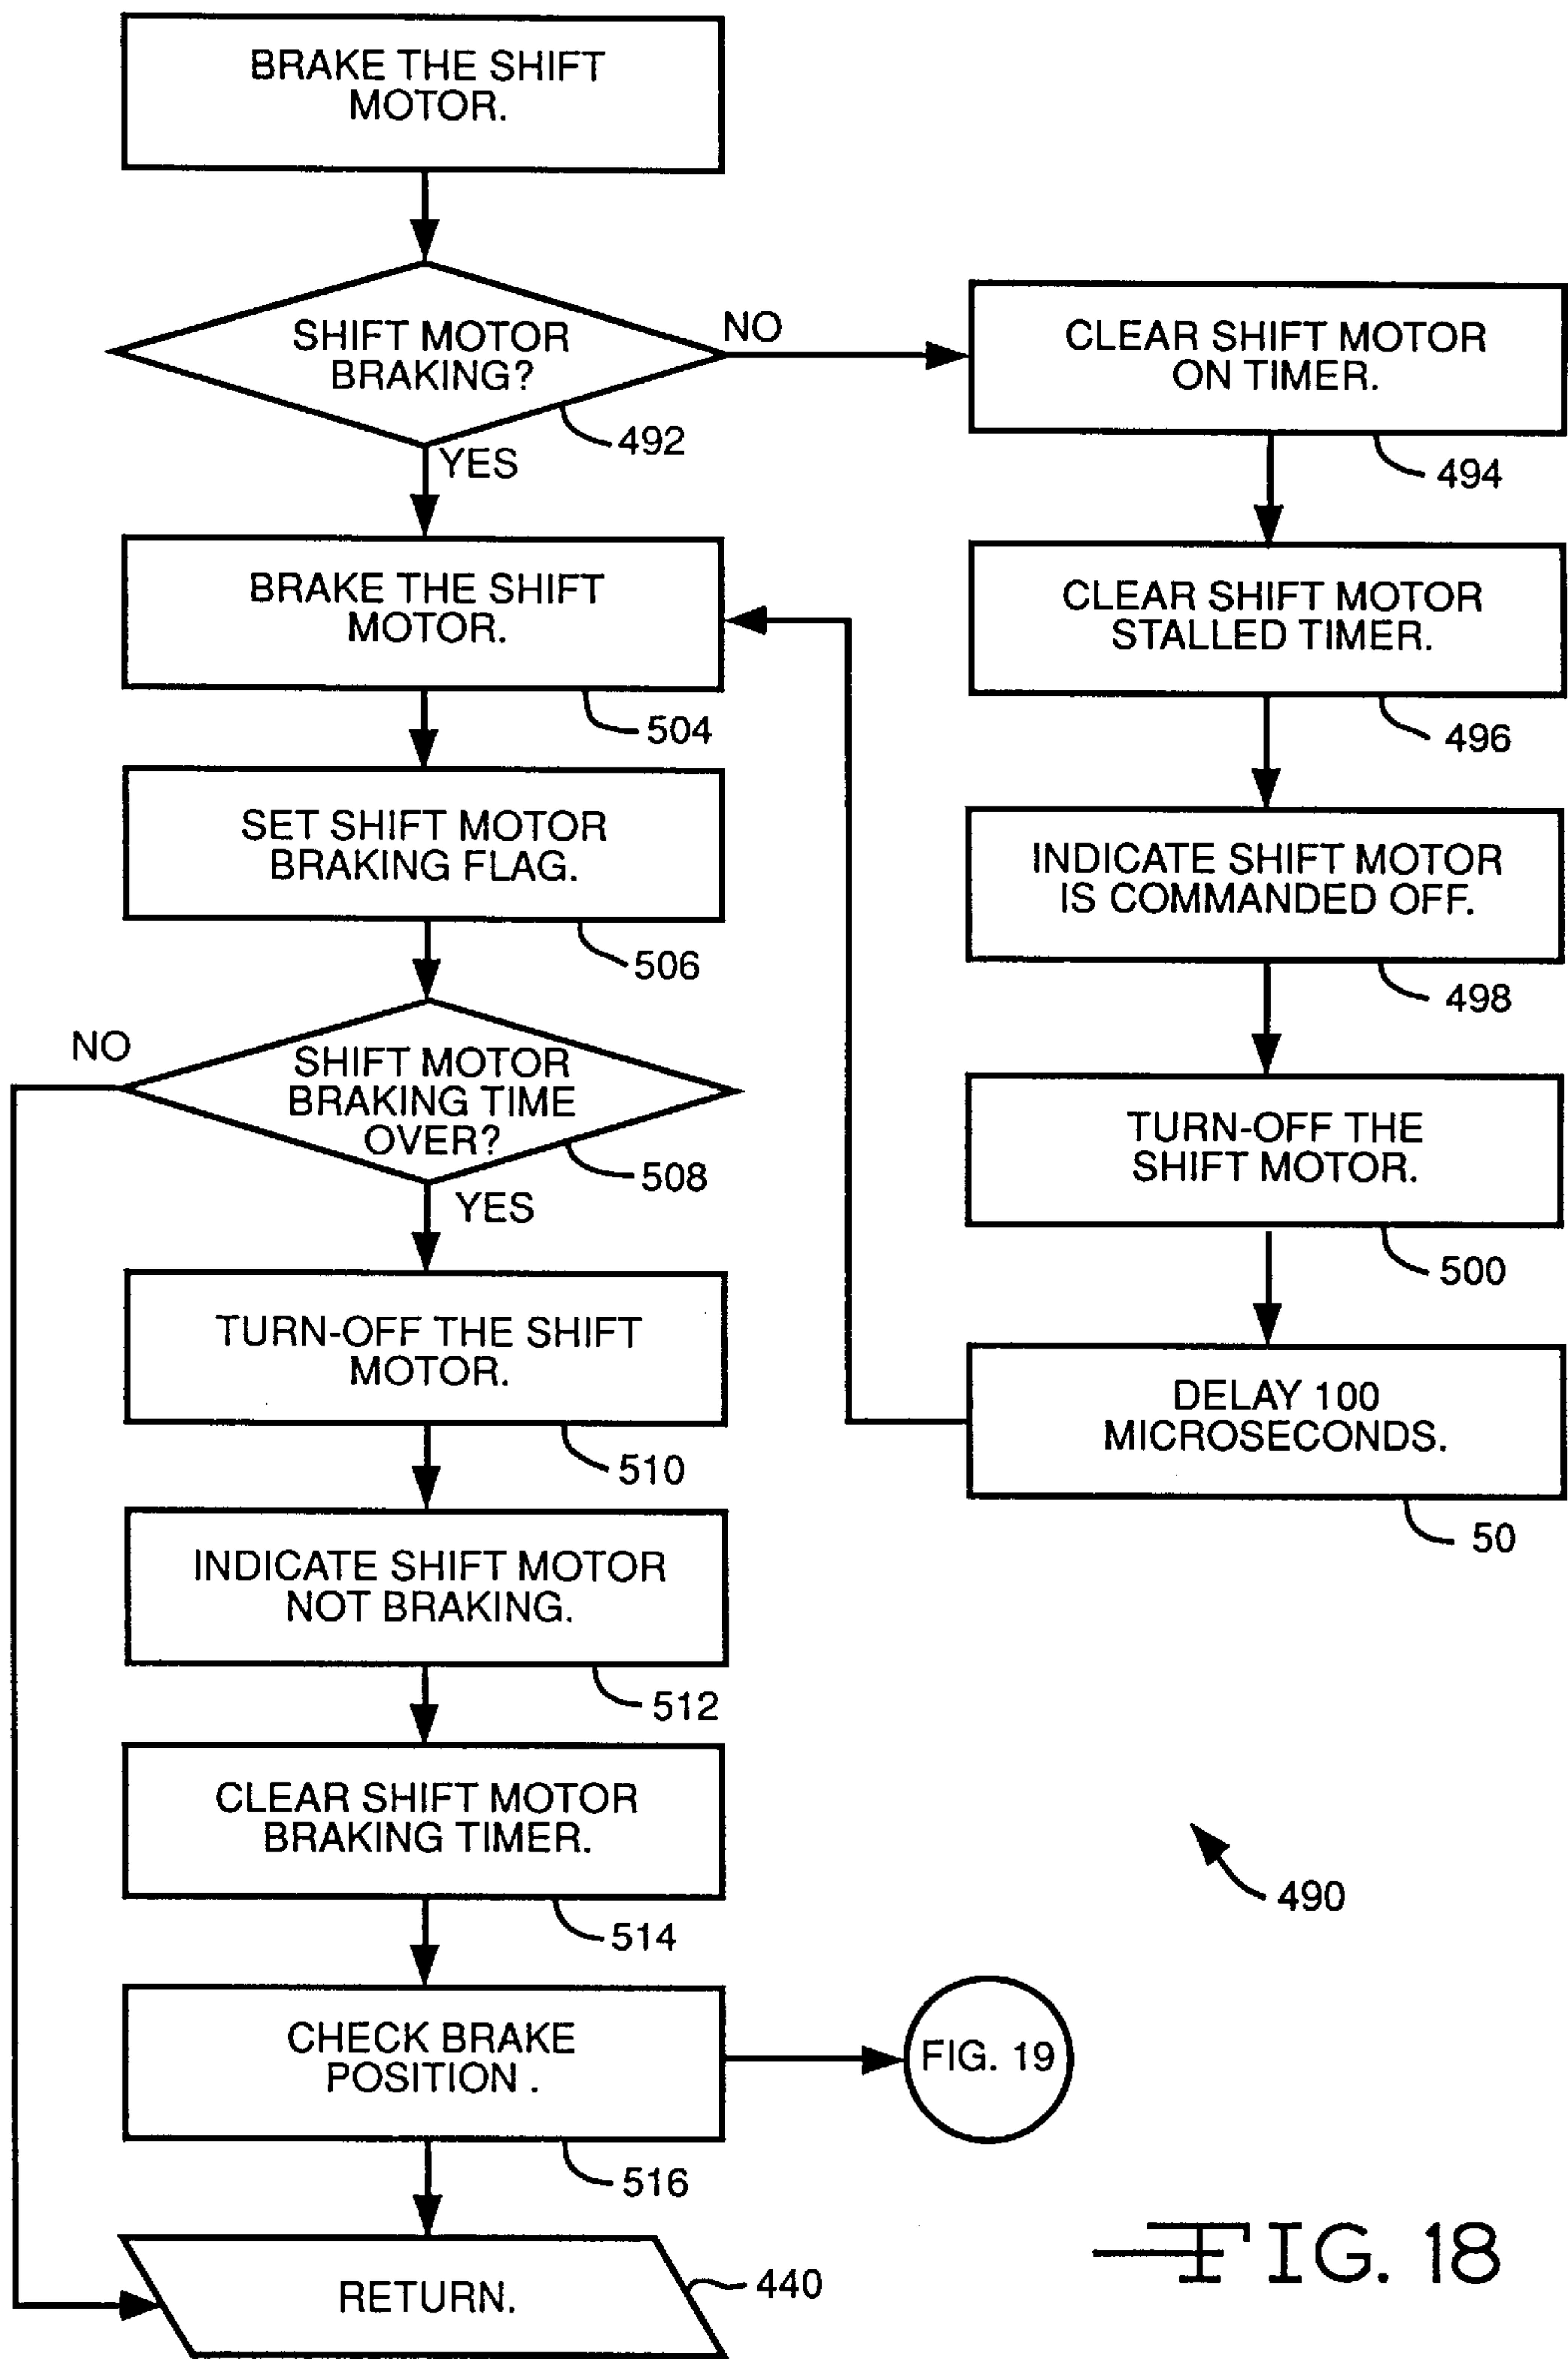 BRAKE THE SHIFT
MOTOR.
SHIFT MOTOR
BRAKING?
NO
492
YES
CLEAR SHIFT MOTOR
ON TIMER.
494
BRAKE THE SHIFT
MOTOR.
504
CLEAR SHIFT MOTOR
STALLED TIMER.
496
SET SHIFT MOTOR
BRAKING FLAG.
506
INDICATE SHIFT MOTOR
IS COMMANDED OFF.
498
NO
SHIFT MOTOR
BRAKING TIME
OVER?
508
YES
TURN-OFF THE
SHIFT MOTOR.
500
TURN-OFF THE SHIFT
MOTOR.
510
DELAY 100
MICROSECONDS.
50
INDICATE SHIFT MOTOR
NOT BRAKING.
512
CLEAR SHIFT MOTOR
BRAKING TIMER.
514
490
CHECK BRAKE
POSITION .
516
FIG. 19
RETURN.
440
FIG. 18